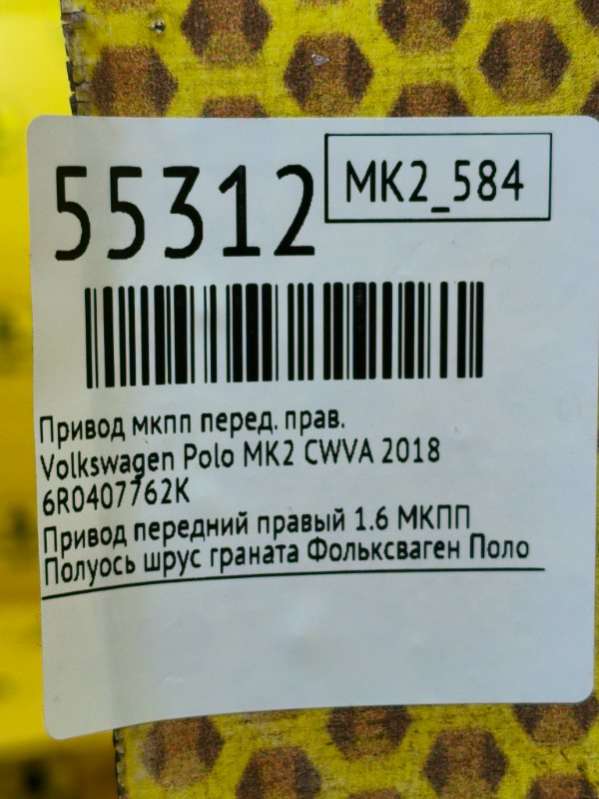 55312
MK2_584
Привод мкпп перед. прав.
Volkswagen Polo MK2 CWVA 2018
6R0407762K
Привод передний правый 1.6 МКПП
Полуось шрус граната Фольксваген Поло